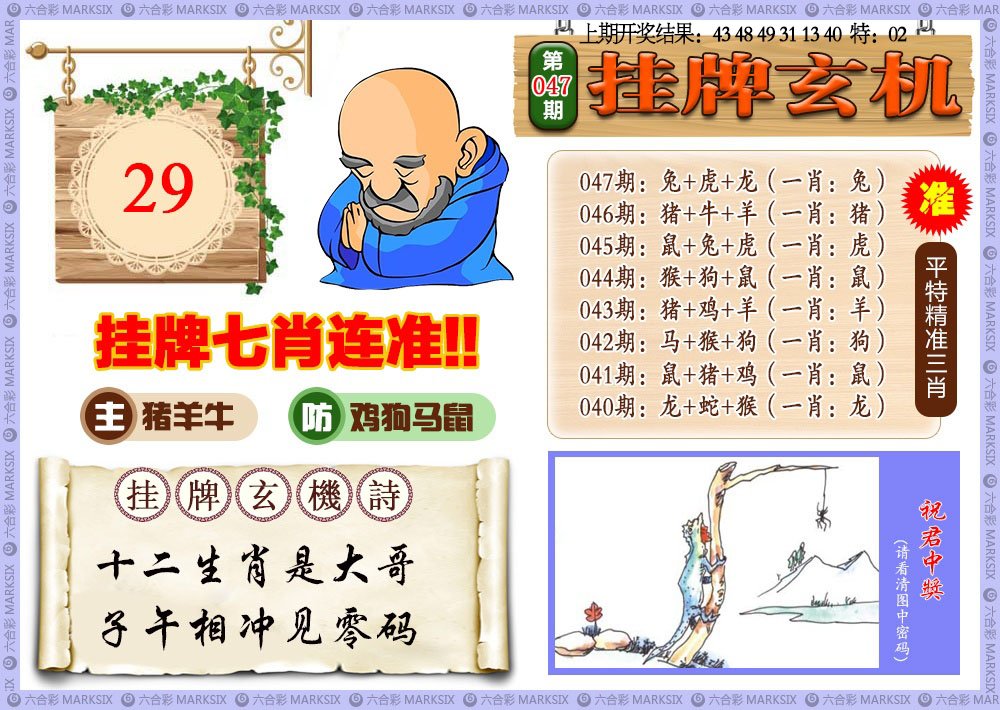 六合彩 MARKSIX
上期开奖结果：43 48 49 31 13 40 特：02
第
047
期
挂牌玄机
29
047期：兔+虎+龙（一肖：兔）
046期：猪+牛+羊（一肖：猪）
045期：鼠+兔+虎（一肖：虎）
044期：猴+狗+鼠（一肖：鼠）
043期：猪+鸡+羊（一肖：羊）
042期：马+猴+狗（一肖：狗）
041期：鼠+猪+鸡（一肖：鼠）
040期：龙+蛇+猴（一肖：龙）
准
平特精准三肖
挂牌七肖连准!!
主 猪羊牛
防 鸡狗马鼠
挂牌玄機詩
十二生肖是大哥
子午相冲见零码
祝君中獎
（请看清图中密码）